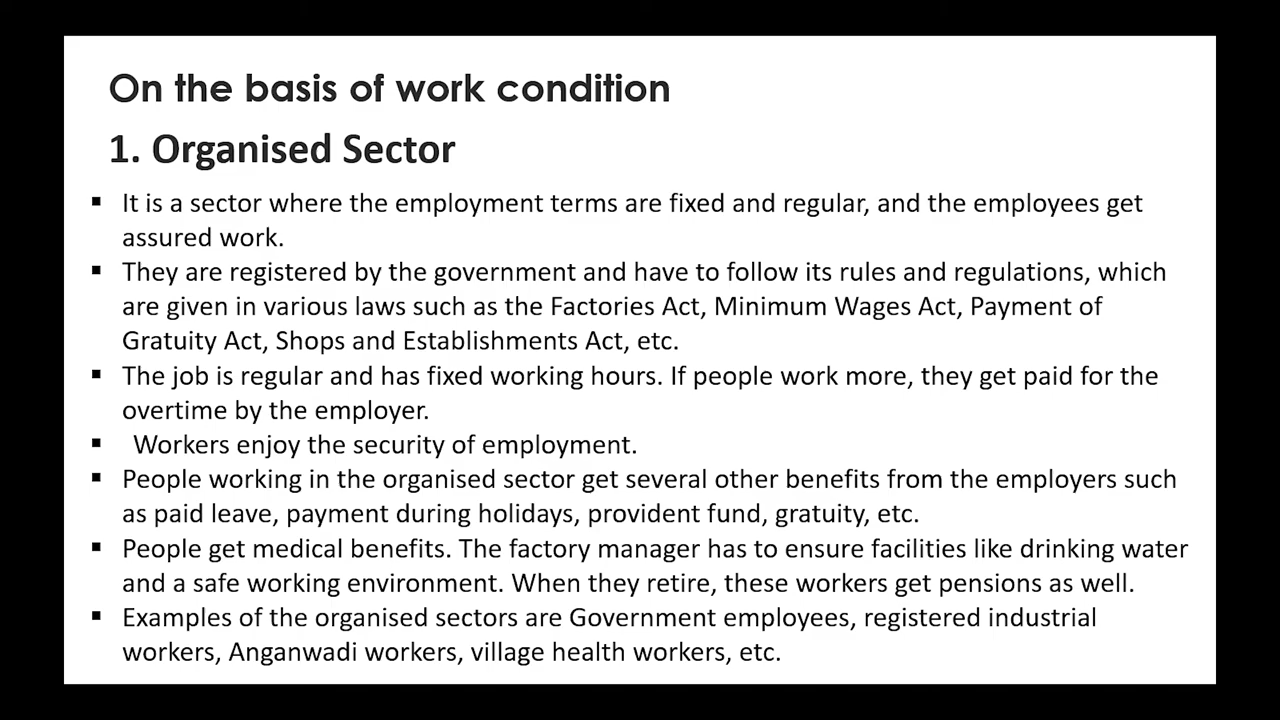 On the basis of work condition
1. Organised Sector
▪ It is a sector where the employment terms are fixed and regular, and the employees get
assured work.
▪ They are registered by the government and have to follow its rules and regulations, which
are given in various laws such as the Factories Act, Minimum Wages Act, Payment of
Gratuity Act, Shops and Establishments Act, etc.
▪ The job is regular and has fixed working hours. If people work more, they get paid for the
overtime by the employer.
▪ Workers enjoy the security of employment.
▪ People working in the organised sector get several other benefits from the employers such
as paid leave, payment during holidays, provident fund, gratuity, etc.
▪ People get medical benefits. The factory manager has to ensure facilities like drinking water
and a safe working environment. When they retire, these workers get pensions as well.
▪ Examples of the organised sectors are Government employees, registered industrial
workers, Anganwadi workers, village health workers, etc.